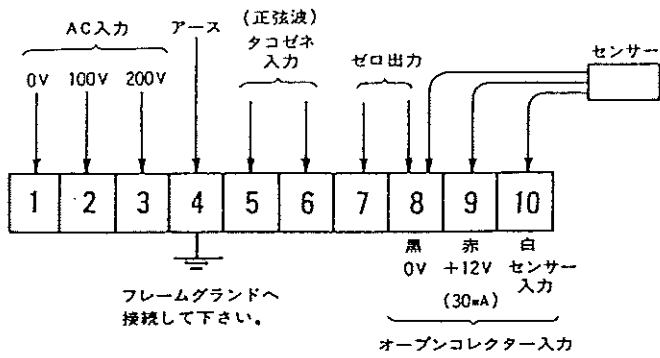 AC入力
アース
(正弦波)
タコゼネ
入力
ゼロ出力
センサー
0V 100V 200V
1 2 3 4 5 6 7 8 9 10
黒 赤 白
0V +12V センサー
入力
(30mA)
フレームグランドへ
接続して下さい。
オープンコレクター入力